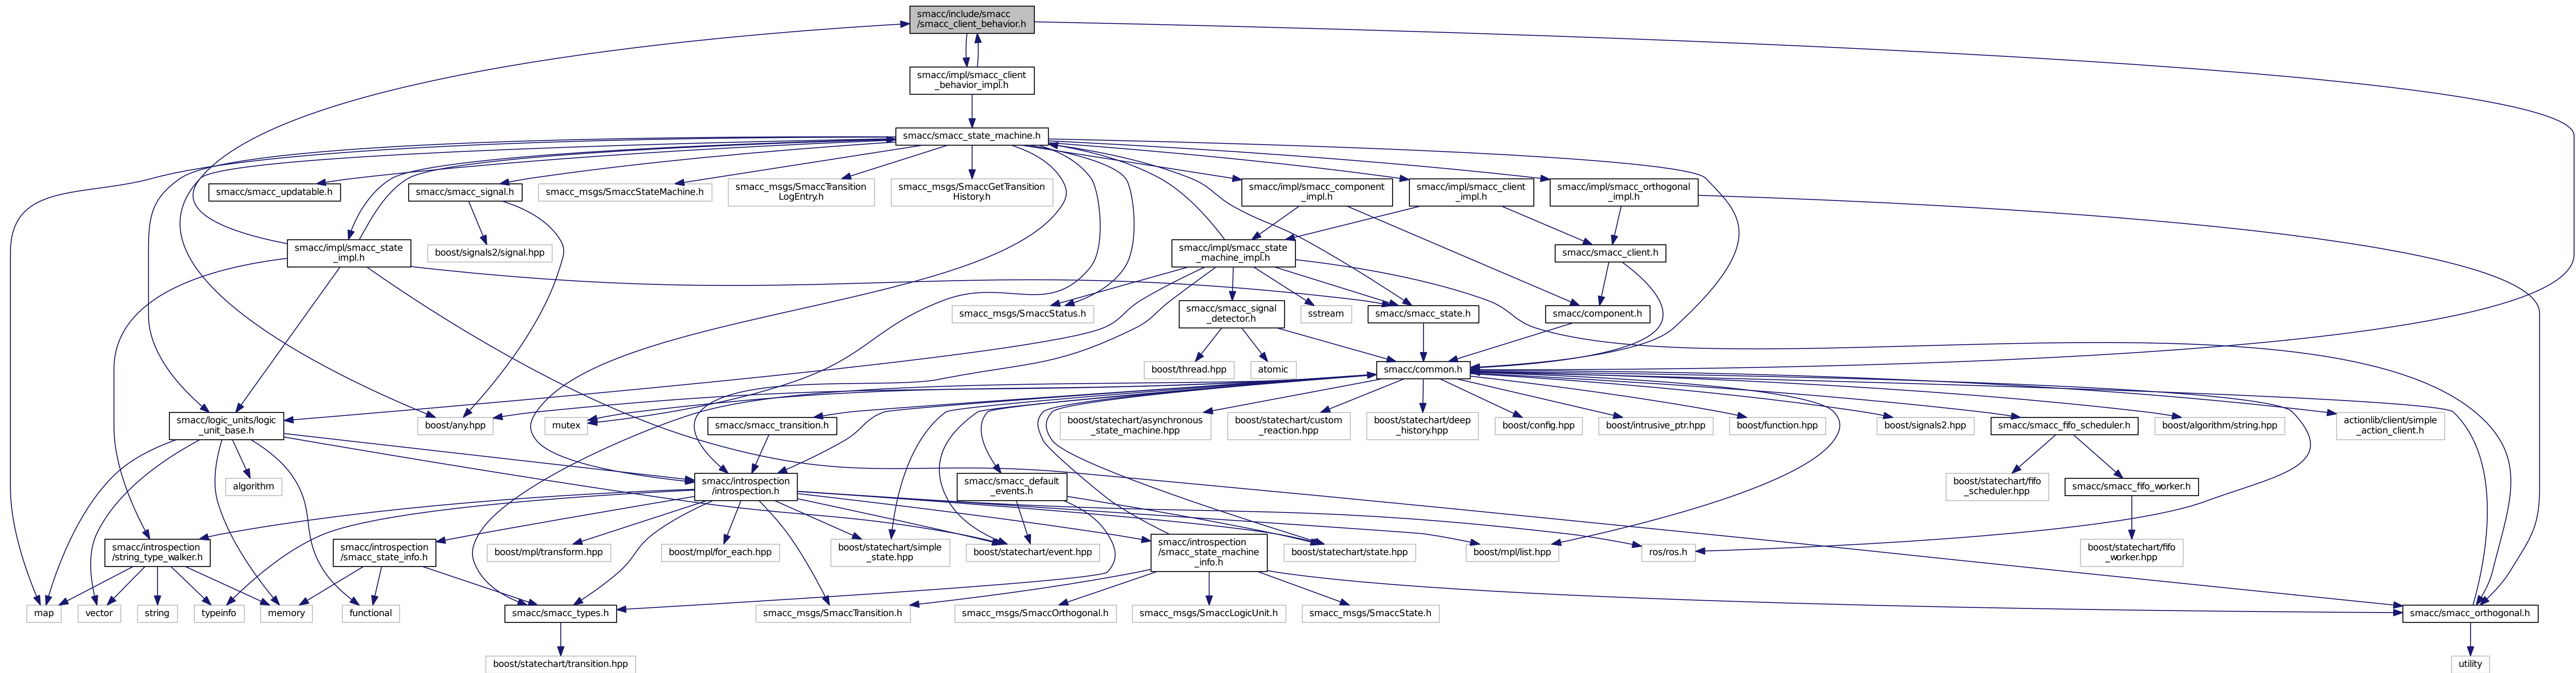 smacc/include/smacc
/smacc_client_behavior.h
smacc/impl/smacc_client
_behavior_impl.h
smacc/smacc_state_machine.h
smacc/smacc_updatable.h
smacc/smacc_signal.h
smacc_msgs/SmaccStateMachine.h
smacc_msgs/SmaccTransition
LogEntry.h
smacc_msgs/SmaccGetTransition
History.h
smacc/impl/smacc_component
_impl.h
smacc/impl/smacc_client
_impl.h
smacc/impl/smacc_orthogonal
_impl.h
smacc/impl/smacc_state
_impl.h
boost/signals2/signal.hpp
smacc/impl/smacc_state
_machine_impl.h
smacc/smacc_client.h
smacc_msgs/SmaccStatus.h
smacc/smacc_signal
_detector.h
sstream
smacc/smacc_state.h
smacc/component.h
boost/thread.hpp
atomic
smacc/common.h
smacc/logic_units/logic
_unit_base.h
boost/any.hpp
mutex
smacc/smacc_transition.h
boost/statechart/asynchronous
_state_machine.hpp
boost/statechart/custom
_reaction.hpp
boost/statechart/deep
_history.hpp
boost/config.hpp
boost/intrusive_ptr.hpp
boost/function.hpp
boost/signals2.hpp
smacc/smacc_fifo_scheduler.h
boost/algorithm/string.hpp
actionlib/client/simple
_action_client.h
algorithm
smacc/introspection
/introspection.h
smacc/smacc_default
_events.h
boost/statechart/fifo
_scheduler.hpp
smacc/smacc_fifo_worker.h
smacc/introspection
/string_type_walker.h
smacc/introspection
/smacc_state_info.h
boost/mpl/transform.hpp
boost/mpl/for_each.hpp
boost/statechart/simple
_state.hpp
boost/statechart/event.hpp
smacc/introspection
/smacc_state_machine
_info.h
boost/statechart/state.hpp
boost/mpl/list.hpp
ros/ros.h
boost/statechart/fifo
_worker.hpp
map
vector
string
typeinfo
memory
functional
smacc/smacc_types.h
smacc_msgs/SmaccTransition.h
smacc_msgs/SmaccOrthogonal.h
smacc_msgs/SmaccLogicUnit.h
smacc_msgs/SmaccState.h
smacc/smacc_orthogonal.h
boost/statechart/transition.hpp
utility